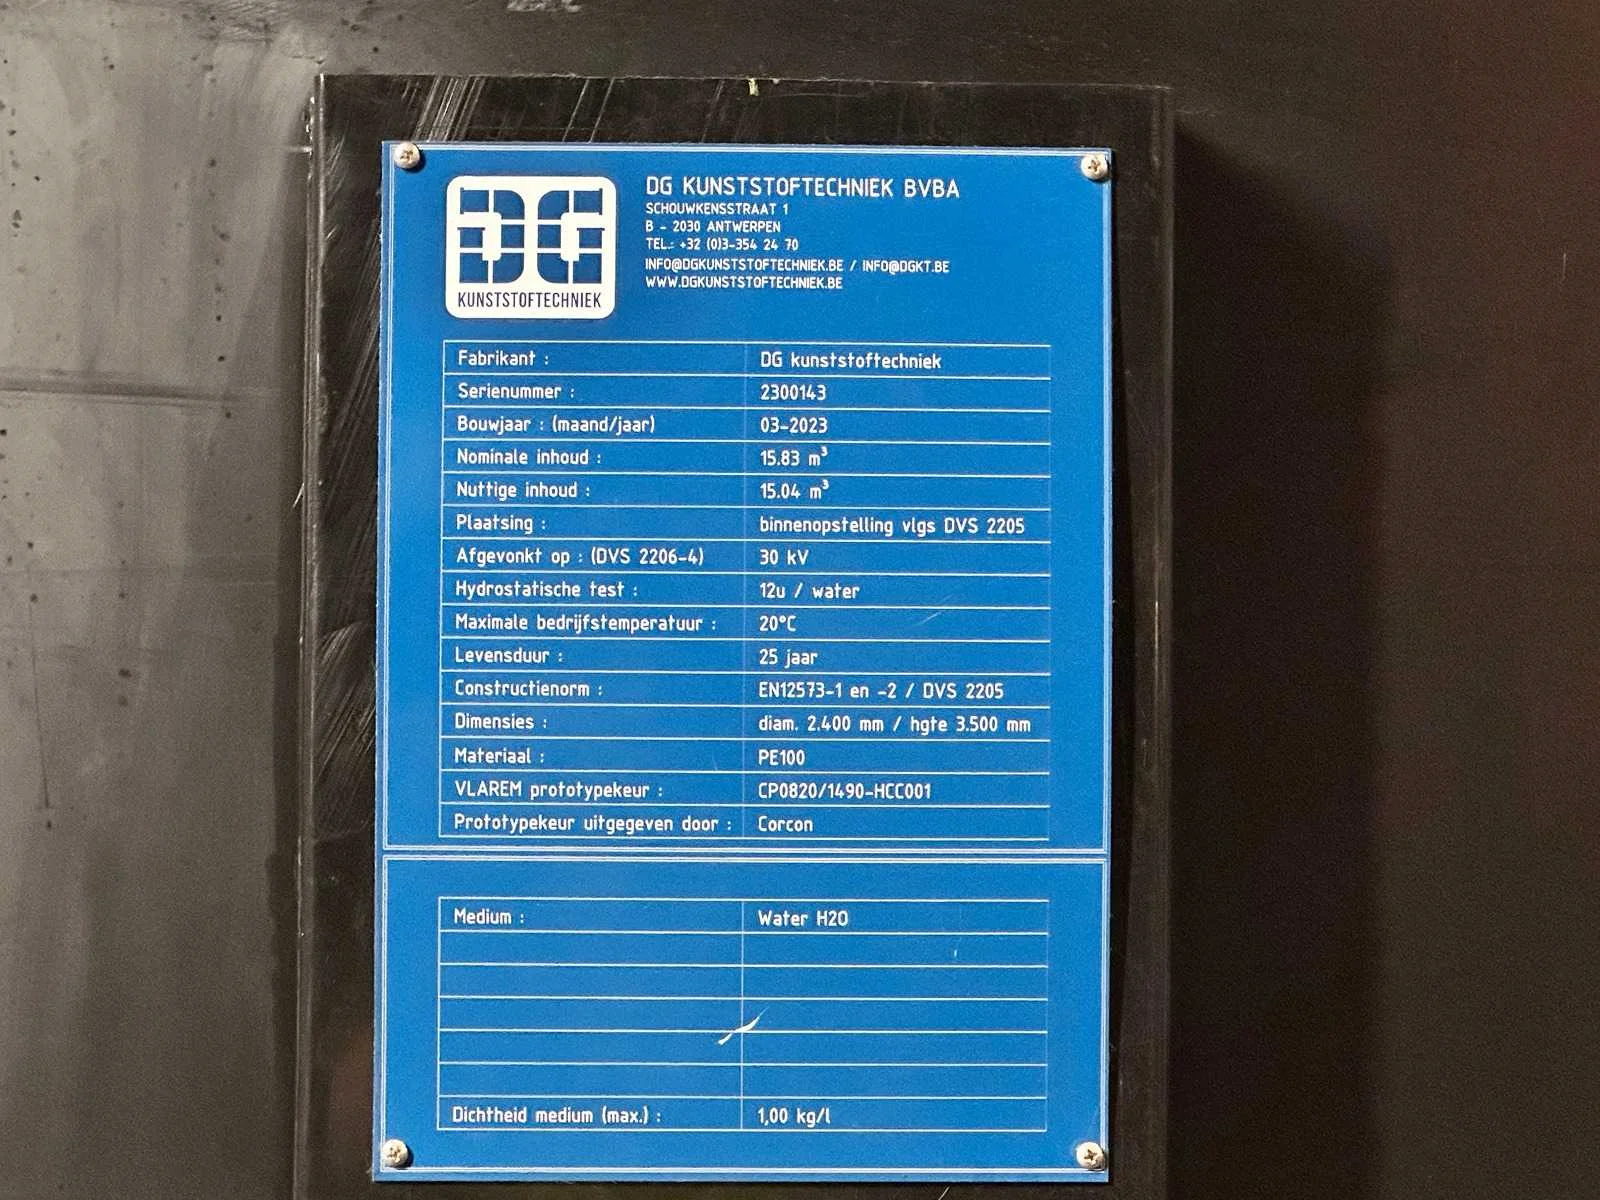 DG
KUNSTSTOFTECHNIEK
DG KUNSTSTOFTECHNIEK BVBA
SCHOUWKENSSTRAAT 1
B - 2030 ANTWERPEN
TEL.: +32 (0)3-354 24 70
INFO@DGKUNSTSTOFTECHNIEK.BE / INFO@DGKT.BE
WWW.DGKUNSTSTOFTECHNIEK.BE
Fabrikant : DG kunststoftechniek
Serienummer : 2300143
Bouwjaar : (maand/jaar) 03-2023
Nominale inhoud : 15.83 m³
Nuttige inhoud : 15.04 m³
Plaatsing : binnenopstelling vlgs DVS 2205
Afgevonkt op : (DVS 2206-4) 30 kV
Hydrostatische test : 12u / water
Maximale bedrijfstemperatuur : 20°C
Levensduur : 25 jaar
Constructienorm : EN12573-1 en -2 / DVS 2205
Dimensies : diam. 2.400 mm / hgte 3.500 mm
Materiaal : PE100
VLAREM prototypekeur : CP0820/1490-HCC001
Prototypekeur uitgegeven door : Corcon
Medium : Water H2O
Dichtheid medium (max.) : 1,00 kg/l